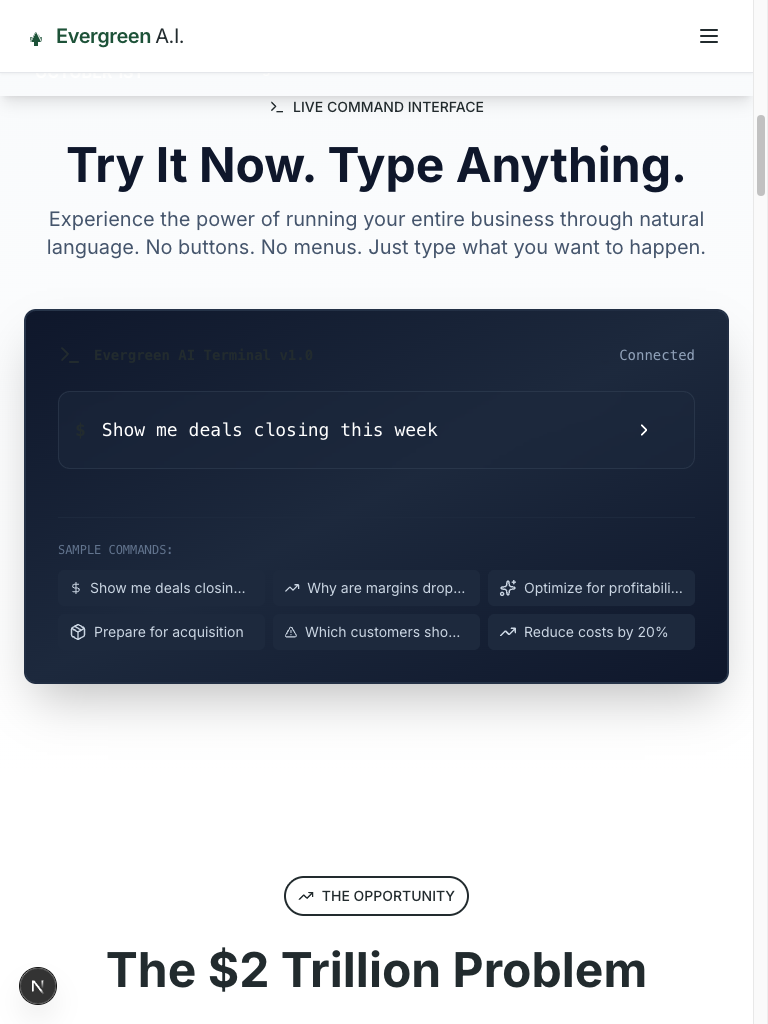 Evergreen A.I.
LIVE COMMAND INTERFACE
Try It Now. Type Anything.
Experience the power of running your entire business through natural
language. No buttons. No menus. Just type what you want to happen.
Evergreen AI Terminal v1.0
Connected
$ Show me deals closing this week
SAMPLE COMMANDS:
Show me deals closin...
Why are margins drop...
Optimize for profitabili...
Prepare for acquisition
Which customers sho...
Reduce costs by 20%
THE OPPORTUNITY
The $2 Trillion Problem
N